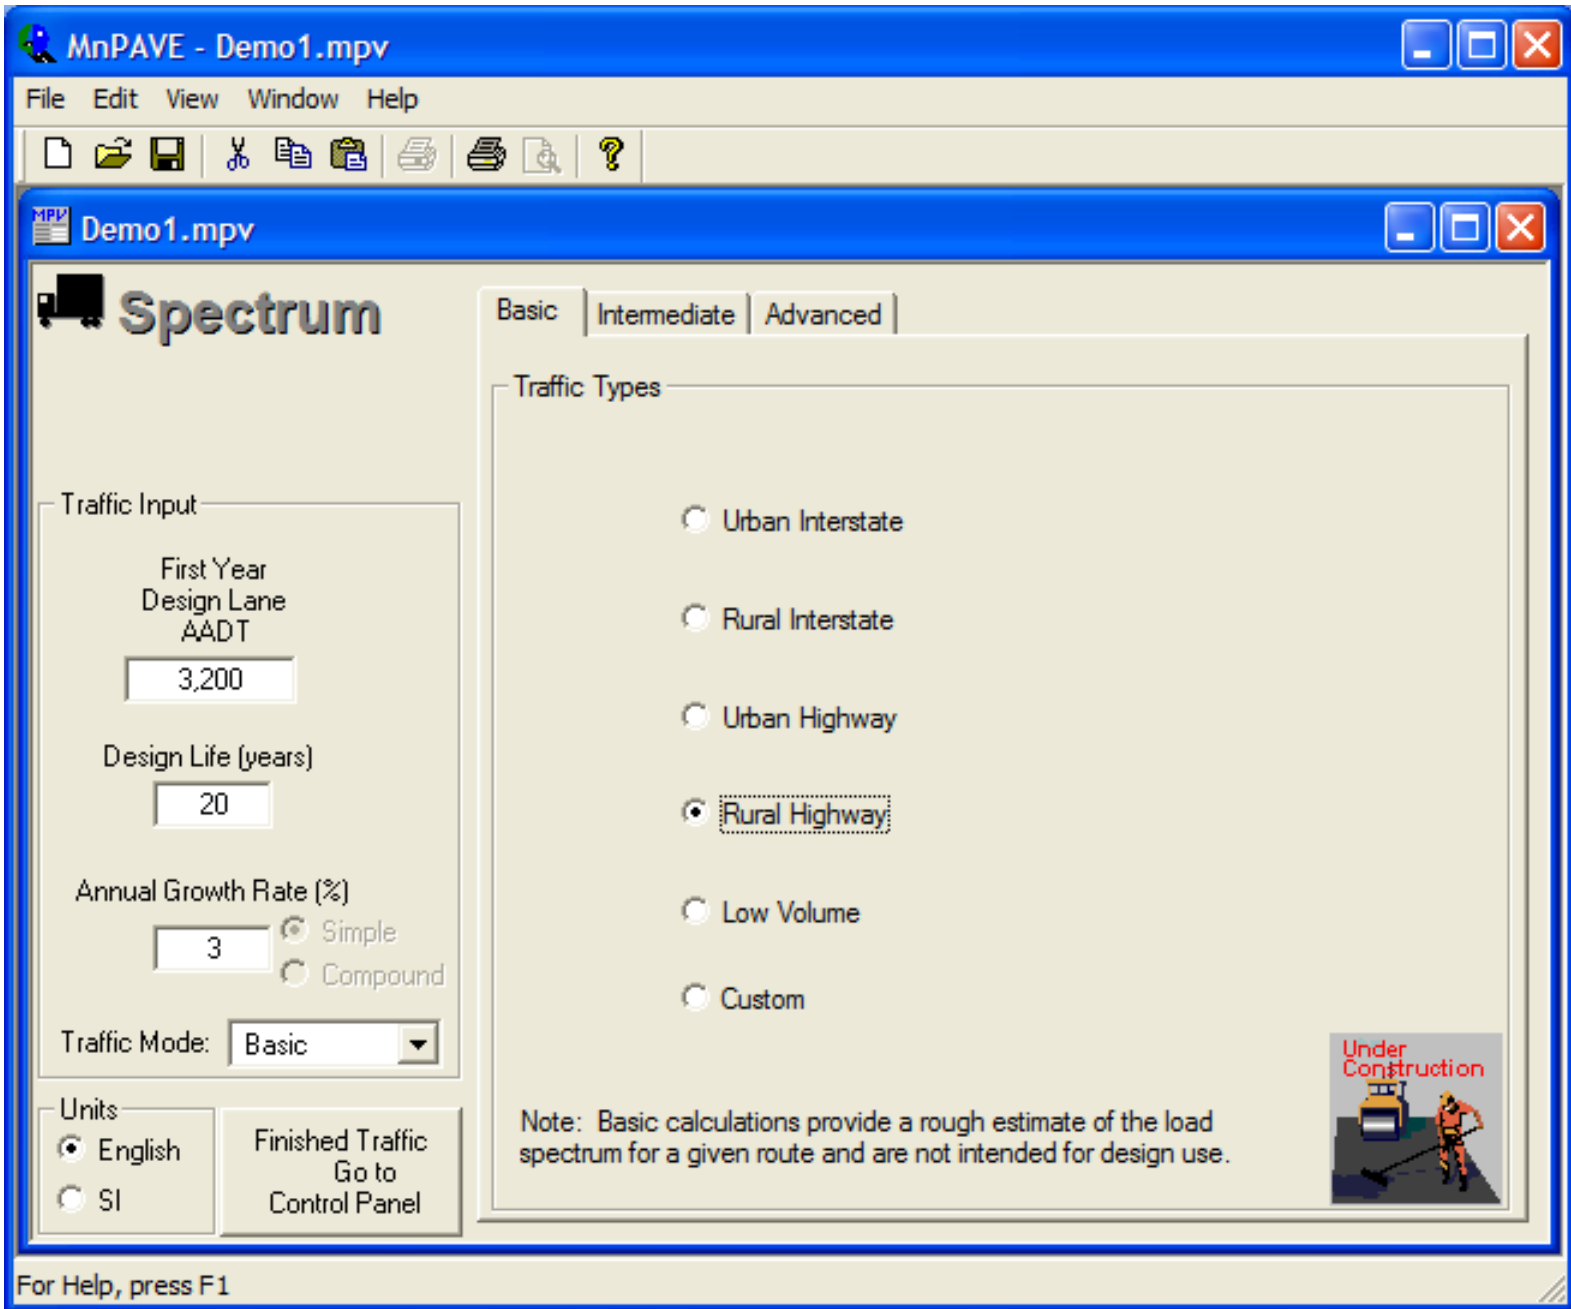 MnPAVE - Demo1.mpv
File Edit View Window Help
MPV
Demo1.mpv
Spectrum
Basic Intermediate Advanced
Traffic Types
Urban Interstate
Rural Interstate
Urban Highway
Rural Highway
Low Volume
Custom
Note: Basic calculations provide a rough estimate of the load
spectrum for a given route and are not intended for design use.
Under
Construction
Traffic Input
First Year
Design Lane
AADT
3,200
Design Life (years)
20
Annual Growth Rate (%)
3
Simple
Compound
Traffic Mode: Basic
Units
English
SI
Finished Traffic
Go to
Control Panel
For Help, press F1